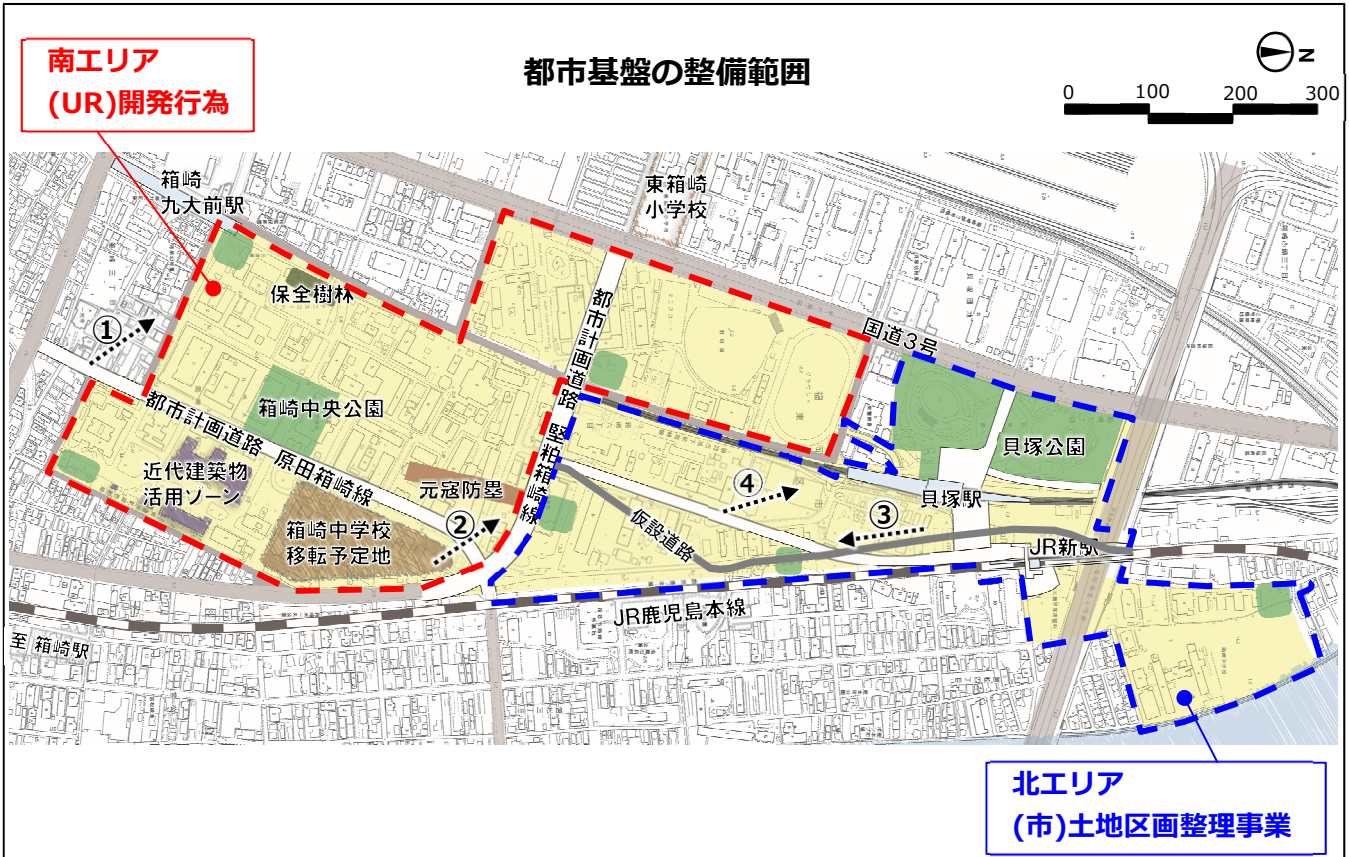 都市基盤の整備範囲
南エリア
(UR)開発行為
N
0 100 200 300
箱崎
九大前駅
東箱崎
小学校
保全樹林
国道3号
①
都市計画道路 堅粕箱崎線
箱崎中央公園
都市計画道路 原田箱崎線
貝塚公園
近代建築物
活用ゾーン
元寇防塁
④
貝塚駅
②
③
仮設道路
箱崎中学校
移転予定地
JR新駅
JR鹿児島本線
至 箱崎駅
北エリア
(市)土地区画整理事業